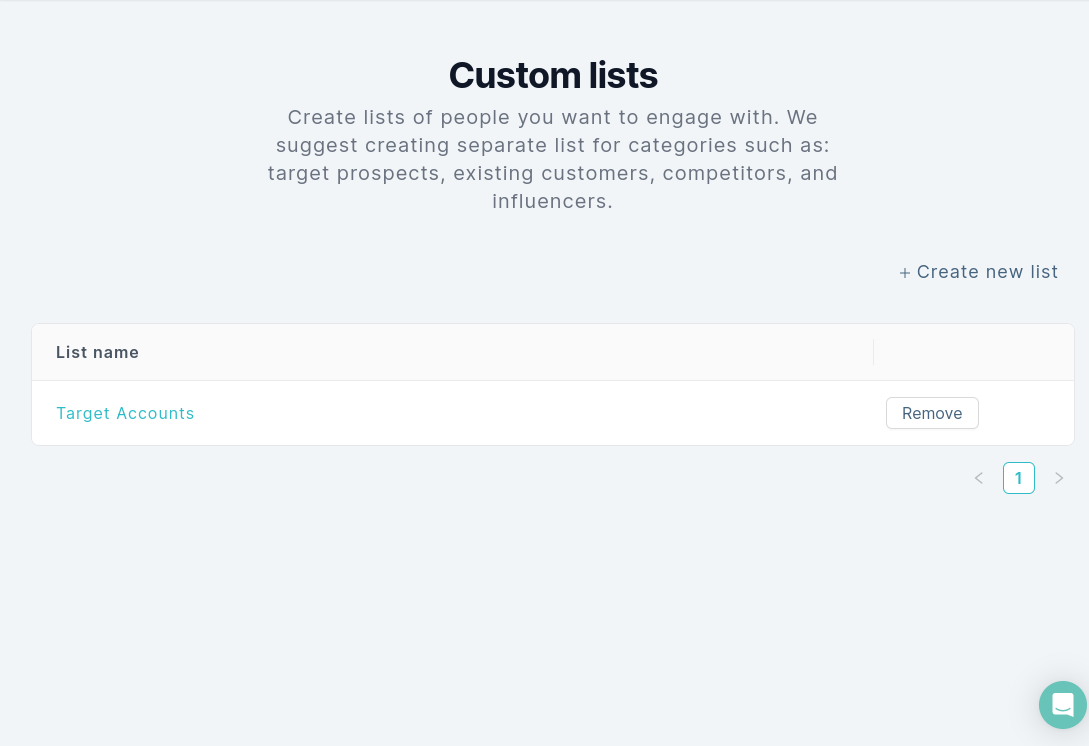 Custom lists
Create lists of people you want to engage with. We
suggest creating separate list for categories such as:
target prospects, existing customers, competitors, and
influencers.
+ Create new list
List name
Target Accounts
Remove
< 1 >